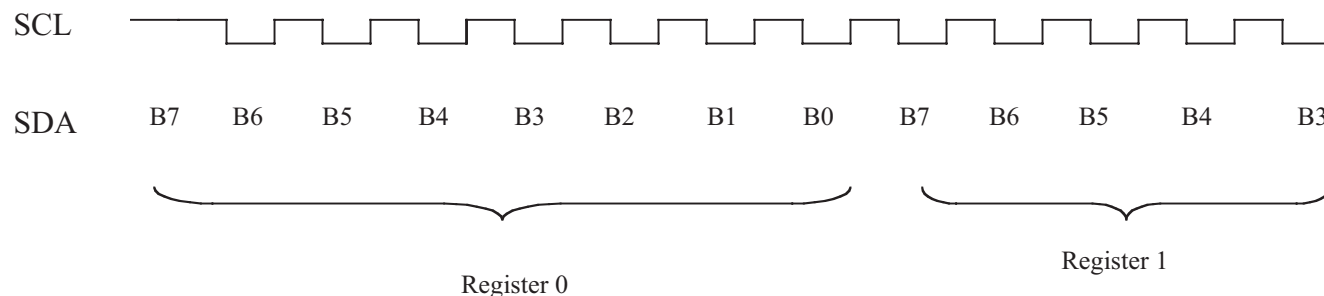 SCL
SDA B7 B6 B5 B4 B3 B2 B1 B0 B7 B6 B5 B4 B3
Register 0
Register 1